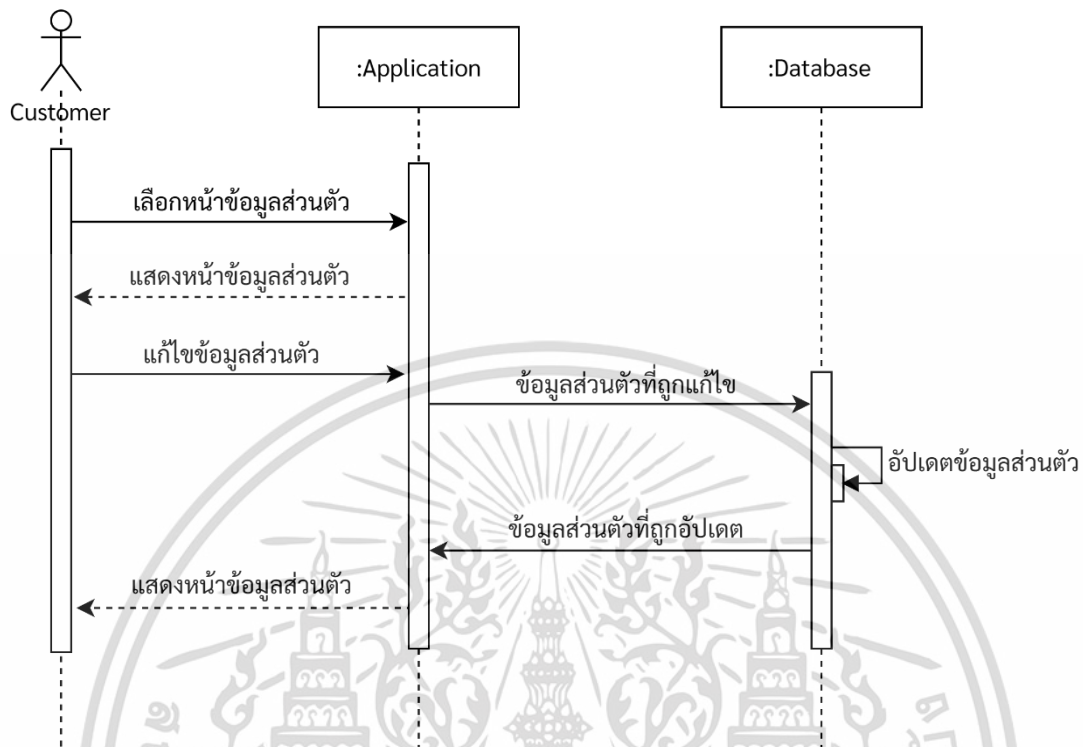 :Application
:Database
Customer
เลือกหน้าข้อมูลส่วนตัว
แสดงหน้าข้อมูลส่วนตัว
แก้ไขข้อมูลส่วนตัว
ข้อมูลส่วนตัวที่ถูกแก้ไข
อัปเดตข้อมูลส่วนตัว
ข้อมูลส่วนตัวที่ถูกอัปเดต
แสดงหน้าข้อมูลส่วนตัว